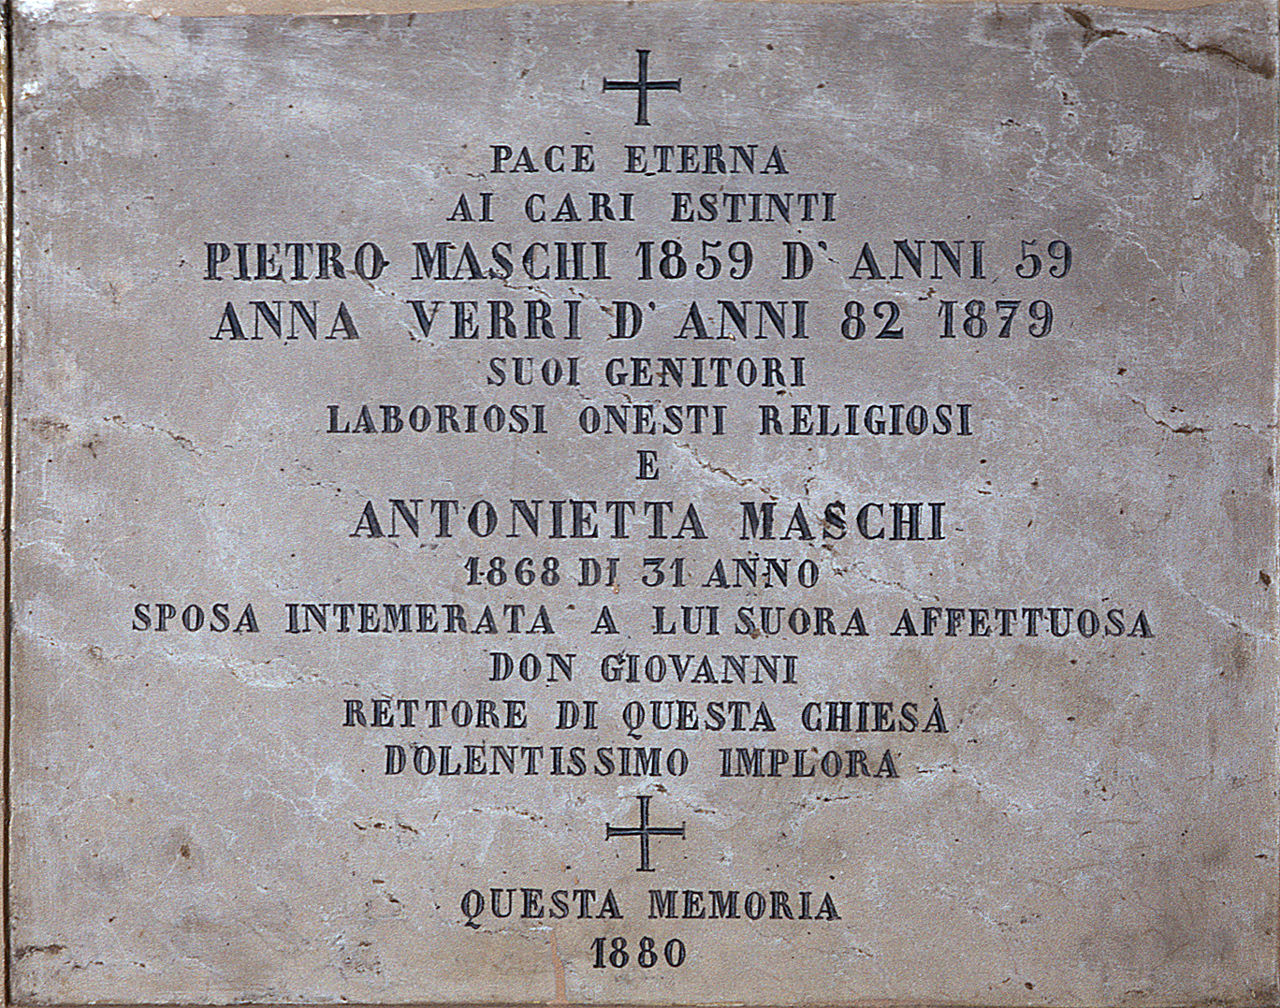 PACE ETERNA
AI CARI ESTINTI
PIETRO MASCHI 1859 D'ANNI 59
ANNA VERRI D'ANNI 82 1879
SUOI GENITORI
LABORIOSI ONESTI RELIGIOSI
E
ANTONIETTA MASCHI
1868 DI 31 ANNO
SPOSA INTEMERATA A LUI SUORA AFFETTUOSA
DON GIOVANNI
RETTORE DI QUESTA CHIESA
DOLENTISSIMO IMPLORA
QUESTA MEMORIA
1880